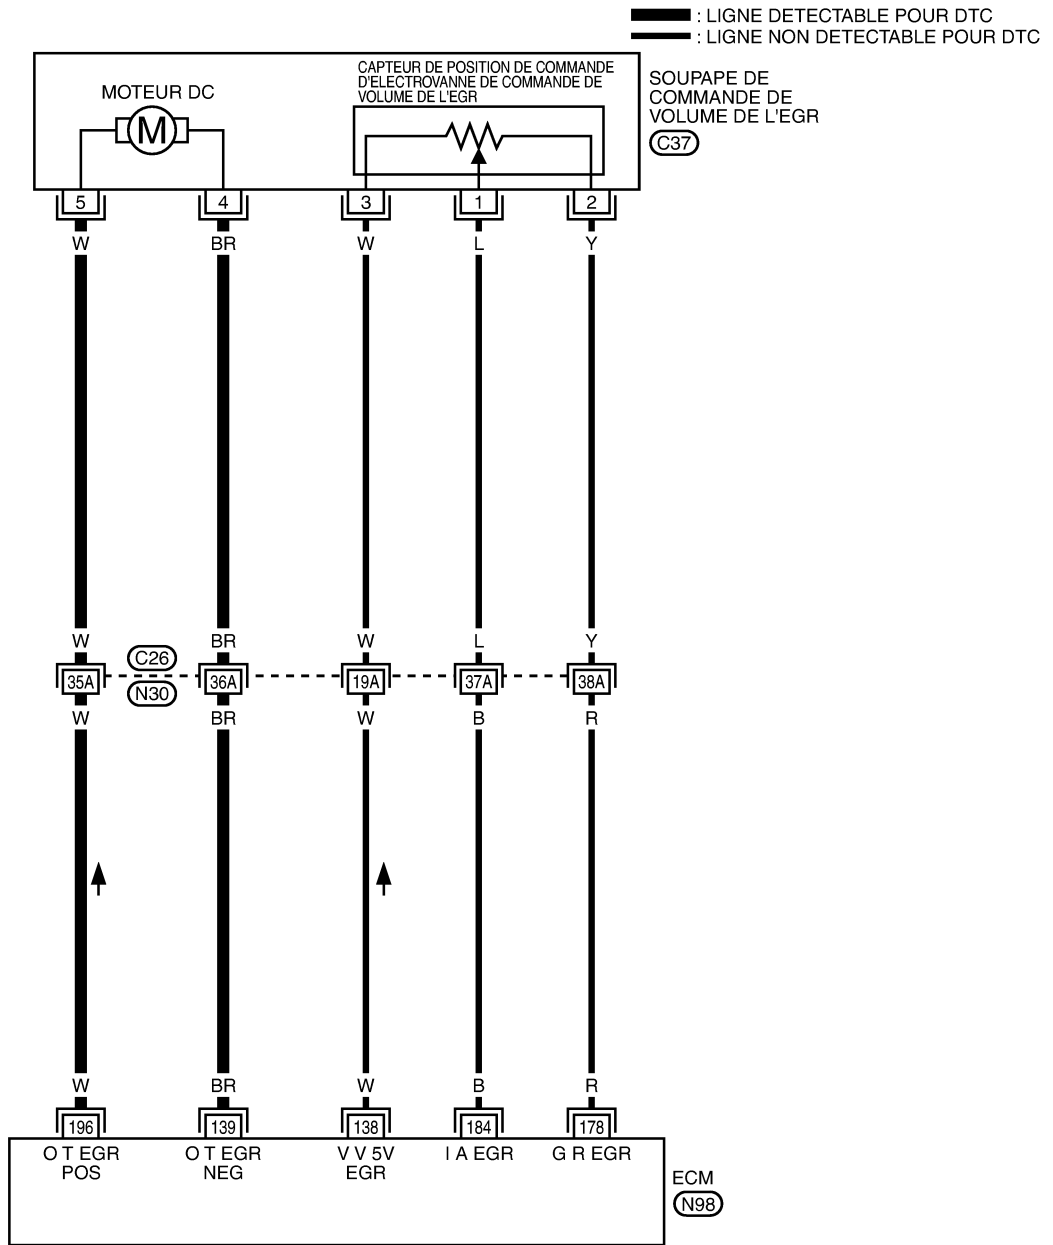 : LIGNE DETECTABLE POUR DTC
: LIGNE NON DETECTABLE POUR DTC
CAPTEUR DE POSITION DE COMMANDE
D'ELECTROVANNE DE COMMANDE DE
VOLUME DE L'EGR
MOTEUR DC
M
SOUPAPE DE
COMMANDE DE
VOLUME DE L'EGR
C37
5 4 3 1 2
W BR W L Y
W BR W L Y
C26
35A 36A 19A 37A 38A
N30
W BR W B R
W BR W B R
196 139 138 184 178
O T EGR O T EGR V V 5V I A EGR G R EGR
POS NEG EGR
ECM
N98